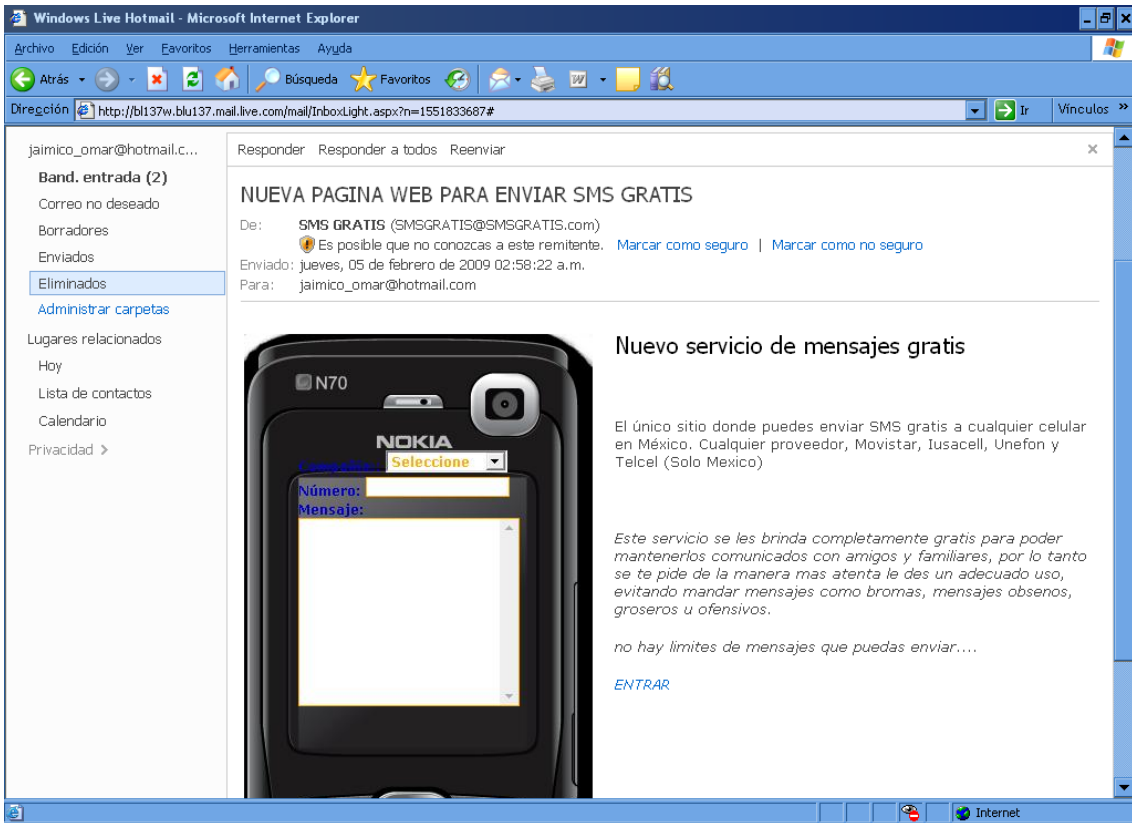 Windows Live Hotmail - Microsoft Internet Explorer
Archivo Edición Ver Favoritos Herramientas Ayuda
Atrás Búsqueda Favoritos
Dirección http://bl137w.blu137.mail.live.com/mail/InboxLight.aspx?n=1551833687# Ir Vínculos »
jaimico_omar@hotmail.c...
Band. entrada (2)
Correo no deseado
Borradores
Enviados
Eliminados
Administrar carpetas
Lugares relacionados
Hoy
Lista de contactos
Calendario
Privacidad >
Responder Responder a todos Reenviar
NUEVA PAGINA WEB PARA ENVIAR SMS GRATIS
De: SMS GRATIS (SMSGRATIS@SMSGRATIS.com)
Es posible que no conozcas a este remitente. Marcar como seguro | Marcar como no seguro
Enviado: jueves, 05 de febrero de 2009 02:58:22 a.m.
Para: jaimico_omar@hotmail.com
N70
NOKIA
Seleccione
Número:
Mensaje:
Nuevo servicio de mensajes gratis
El único sitio donde puedes enviar SMS gratis a cualquier celular
en México. Cualquier proveedor, Movistar, Iusacell, Unefon y
Telcel (Solo Mexico)
Este servicio se les brinda completamente gratis para poder
mantenerlos comunicados con amigos y familiares, por lo tanto
se te pide de la manera mas atenta le des un adecuado uso,
evitando mandar mensajes como bromas, mensajes obsenos,
groseros u ofensivos.
no hay limites de mensajes que puedas enviar....
ENTRAR
Internet